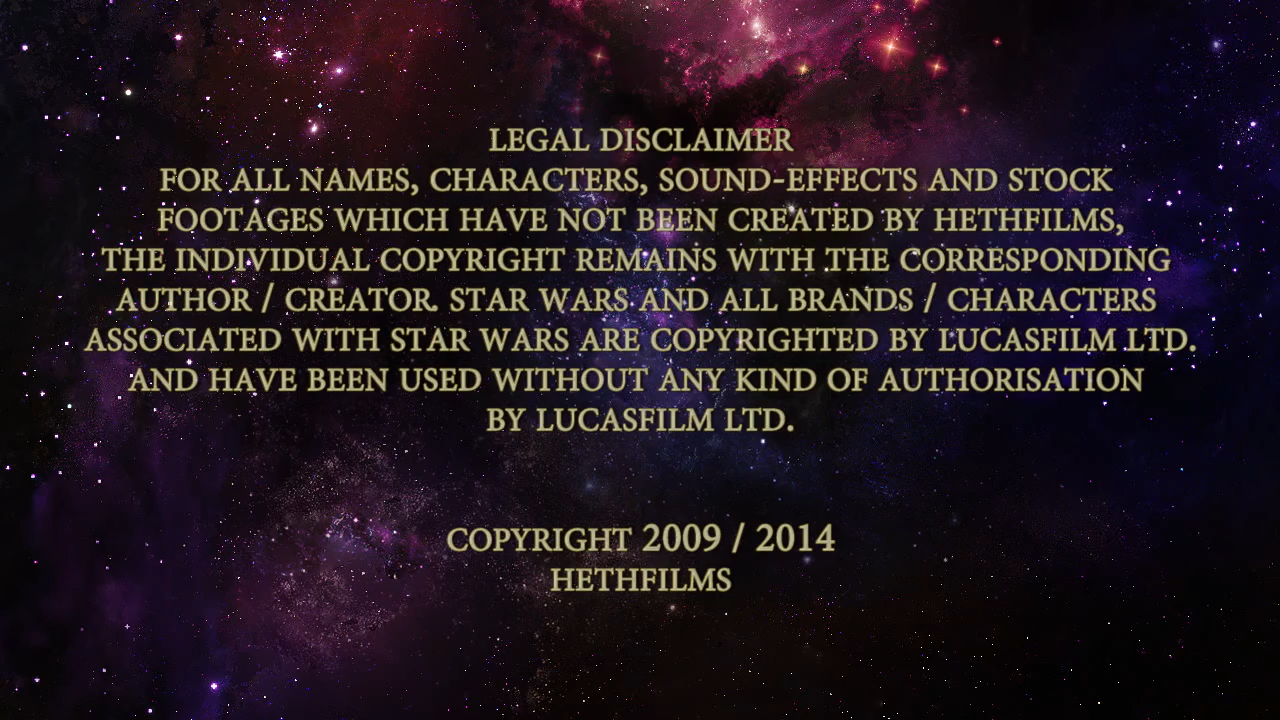 LEGAL DISCLAIMER
FOR ALL NAMES, CHARACTERS, SOUND-EFFECTS AND STOCK
FOOTAGES WHICH HAVE NOT BEEN CREATED BY HETHFILMS,
THE INDIVIDUAL COPYRIGHT REMAINS WITH THE CORRESPONDING
AUTHOR / CREATOR. STAR WARS AND ALL BRANDS / CHARACTERS
ASSOCIATED WITH STAR WARS ARE COPYRIGHTED BY LUCASFILM LTD.
AND HAVE BEEN USED WITHOUT ANY KIND OF AUTHORISATION
BY LUCASFILM LTD.
COPYRIGHT 2009 / 2014
HETHFILMS